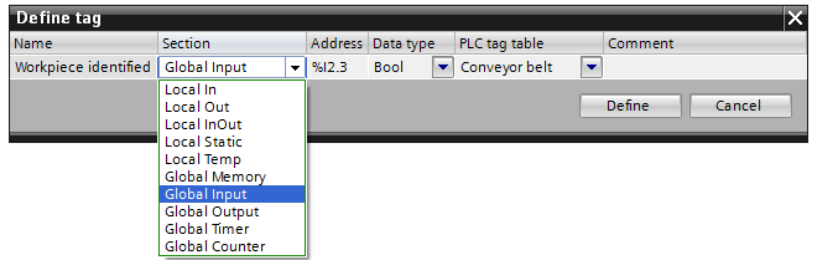 Define tag
Name Section Address Data type PLC tag table Comment
Workpiece identified Global Input %I2.3 Bool Conveyor belt
Local In
Local Out
Local InOut
Local Static
Local Temp
Global Memory
Global Input
Global Output
Global Timer
Global Counter
Define Cancel